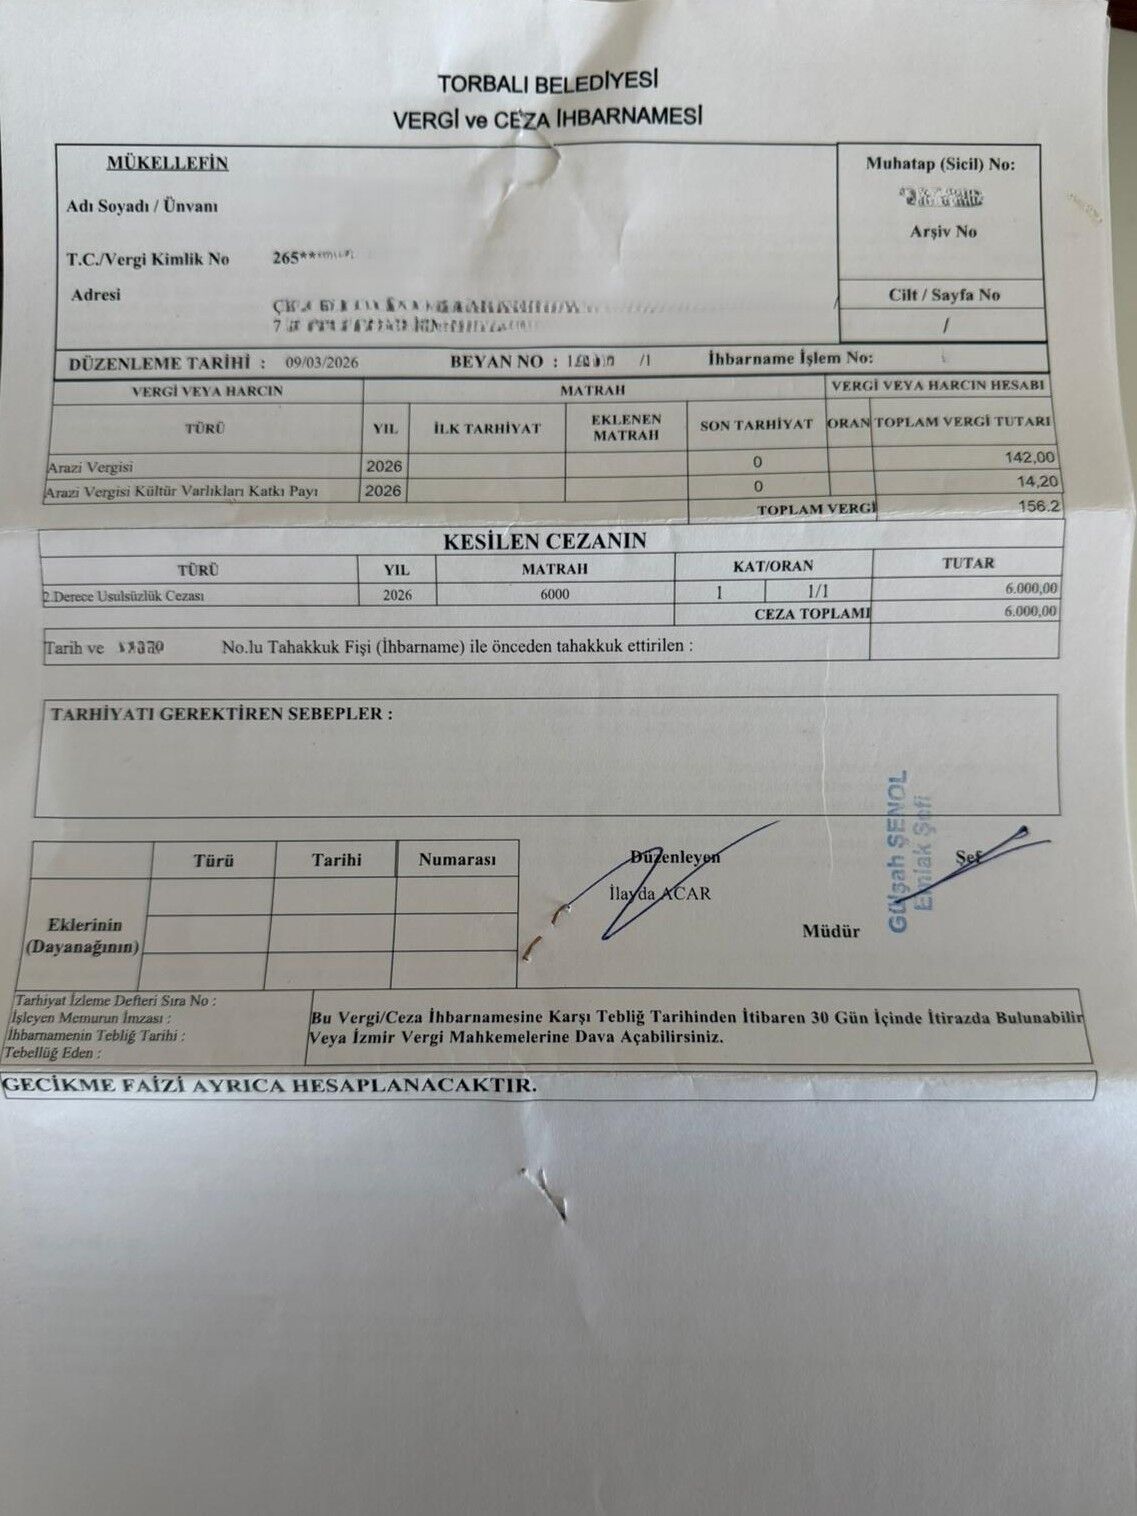 TORBALI BELEDİYESİ
VERGİ ve CEZA İHBARNAMESİ
MÜKELLEFİN
Muhatap (Sicil) No:
Adı Soyadı / Ünvanı
Arşiv No
T.C./Vergi Kimlik No 265**
Adresi
Cilt / Sayfa No
/
DÜZENLEME TARİHİ : 09/03/2026 BEYAN NO : /1 İhbarname İşlem No:
VERGİ VEYA HARCIN MATRAH VERGİ VEYA HARCIN HESABI
TÜRÜ YIL İLK TARHİYAT EKLENEN MATRAH SON TARHİYAT ORAN TOPLAM VERGİ TUTARI
Arazi Vergisi 2026 0 142,00
Arazi Vergisi Kültür Varlıkları Katkı Payı 2026 0 14,20
TOPLAM VERGİ 156.2
KESİLEN CEZANIN
TÜRÜ YIL MATRAH KAT/ORAN TUTAR
2.Derece Usulsüzlük Cezası 2026 6000 1 1/1 6.000,00
CEZA TOPLAMI 6.000,00
Tarih ve No.lu Tahakkuk Fişi (İhbarname) ile önceden tahakkuk ettirilen :
TARHİYATI GEREKTİREN SEBEPLER :
Gülşah ŞENOL
Emlak Şefi
Türü Tarihi Numarası
Eklerinin
(Dayanağının)
Düzenleyen
İlayda ACAR
Şef
Müdür
Tarhiyat İzleme Defteri Sıra No :
İşleyen Memurun İmzası :
İhbarnamenin Tebliğ Tarihi :
Tebellüğ Eden :
Bu Vergi/Ceza İhbarnamesine Karşı Tebliğ Tarihinden İtibaren 30 Gün İçinde İtirazda Bulunabilir
Veya İzmir Vergi Mahkemelerine Dava Açabilirsiniz.
GECİKME FAİZİ AYRICA HESAPLANACAKTIR.